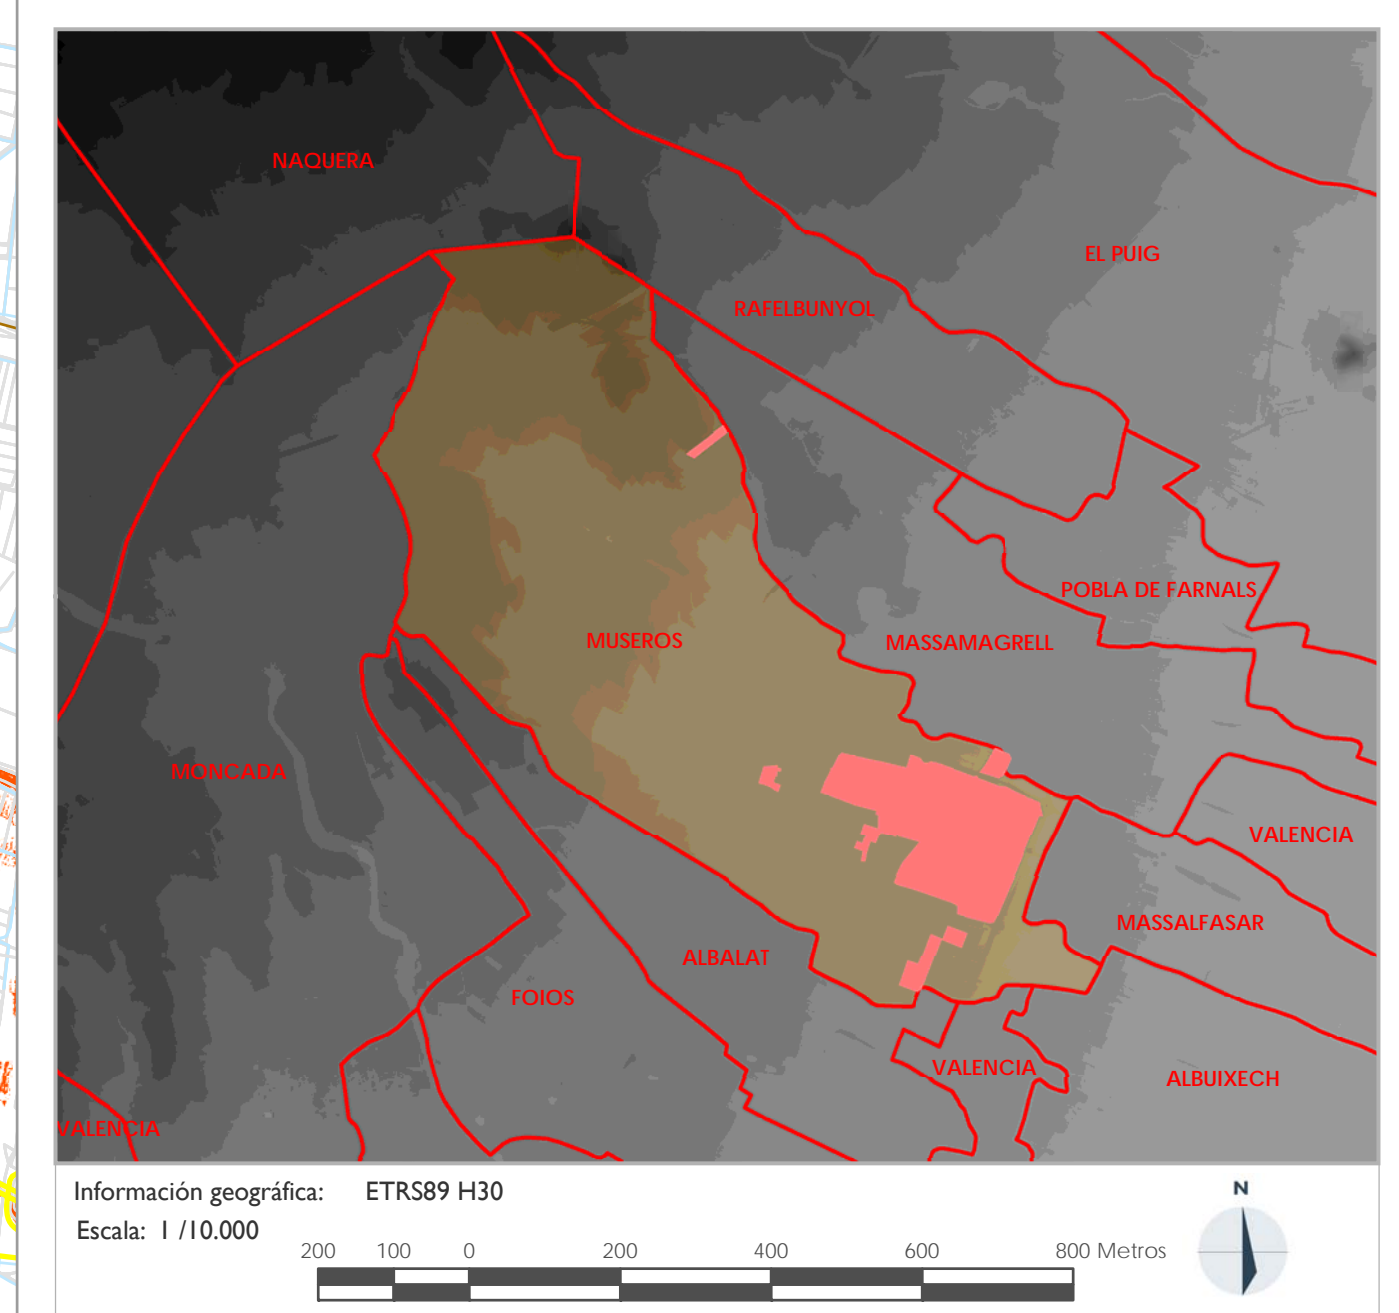 NAQUERA
EL PUIG
RAFELBUNYOL
POBLA DE FARNALS
MUSEROS
MASSAMAGRELL
MONCADA
VALENCIA
MASSALFASAR
ALBALAT
FOIOS
VALENCIA
ALBUIXECH
VALENCIA
Información geográfica: ETRS89 H30
N
Escala: 1 /10.000
200 100 0 200 400 600 800 Metros